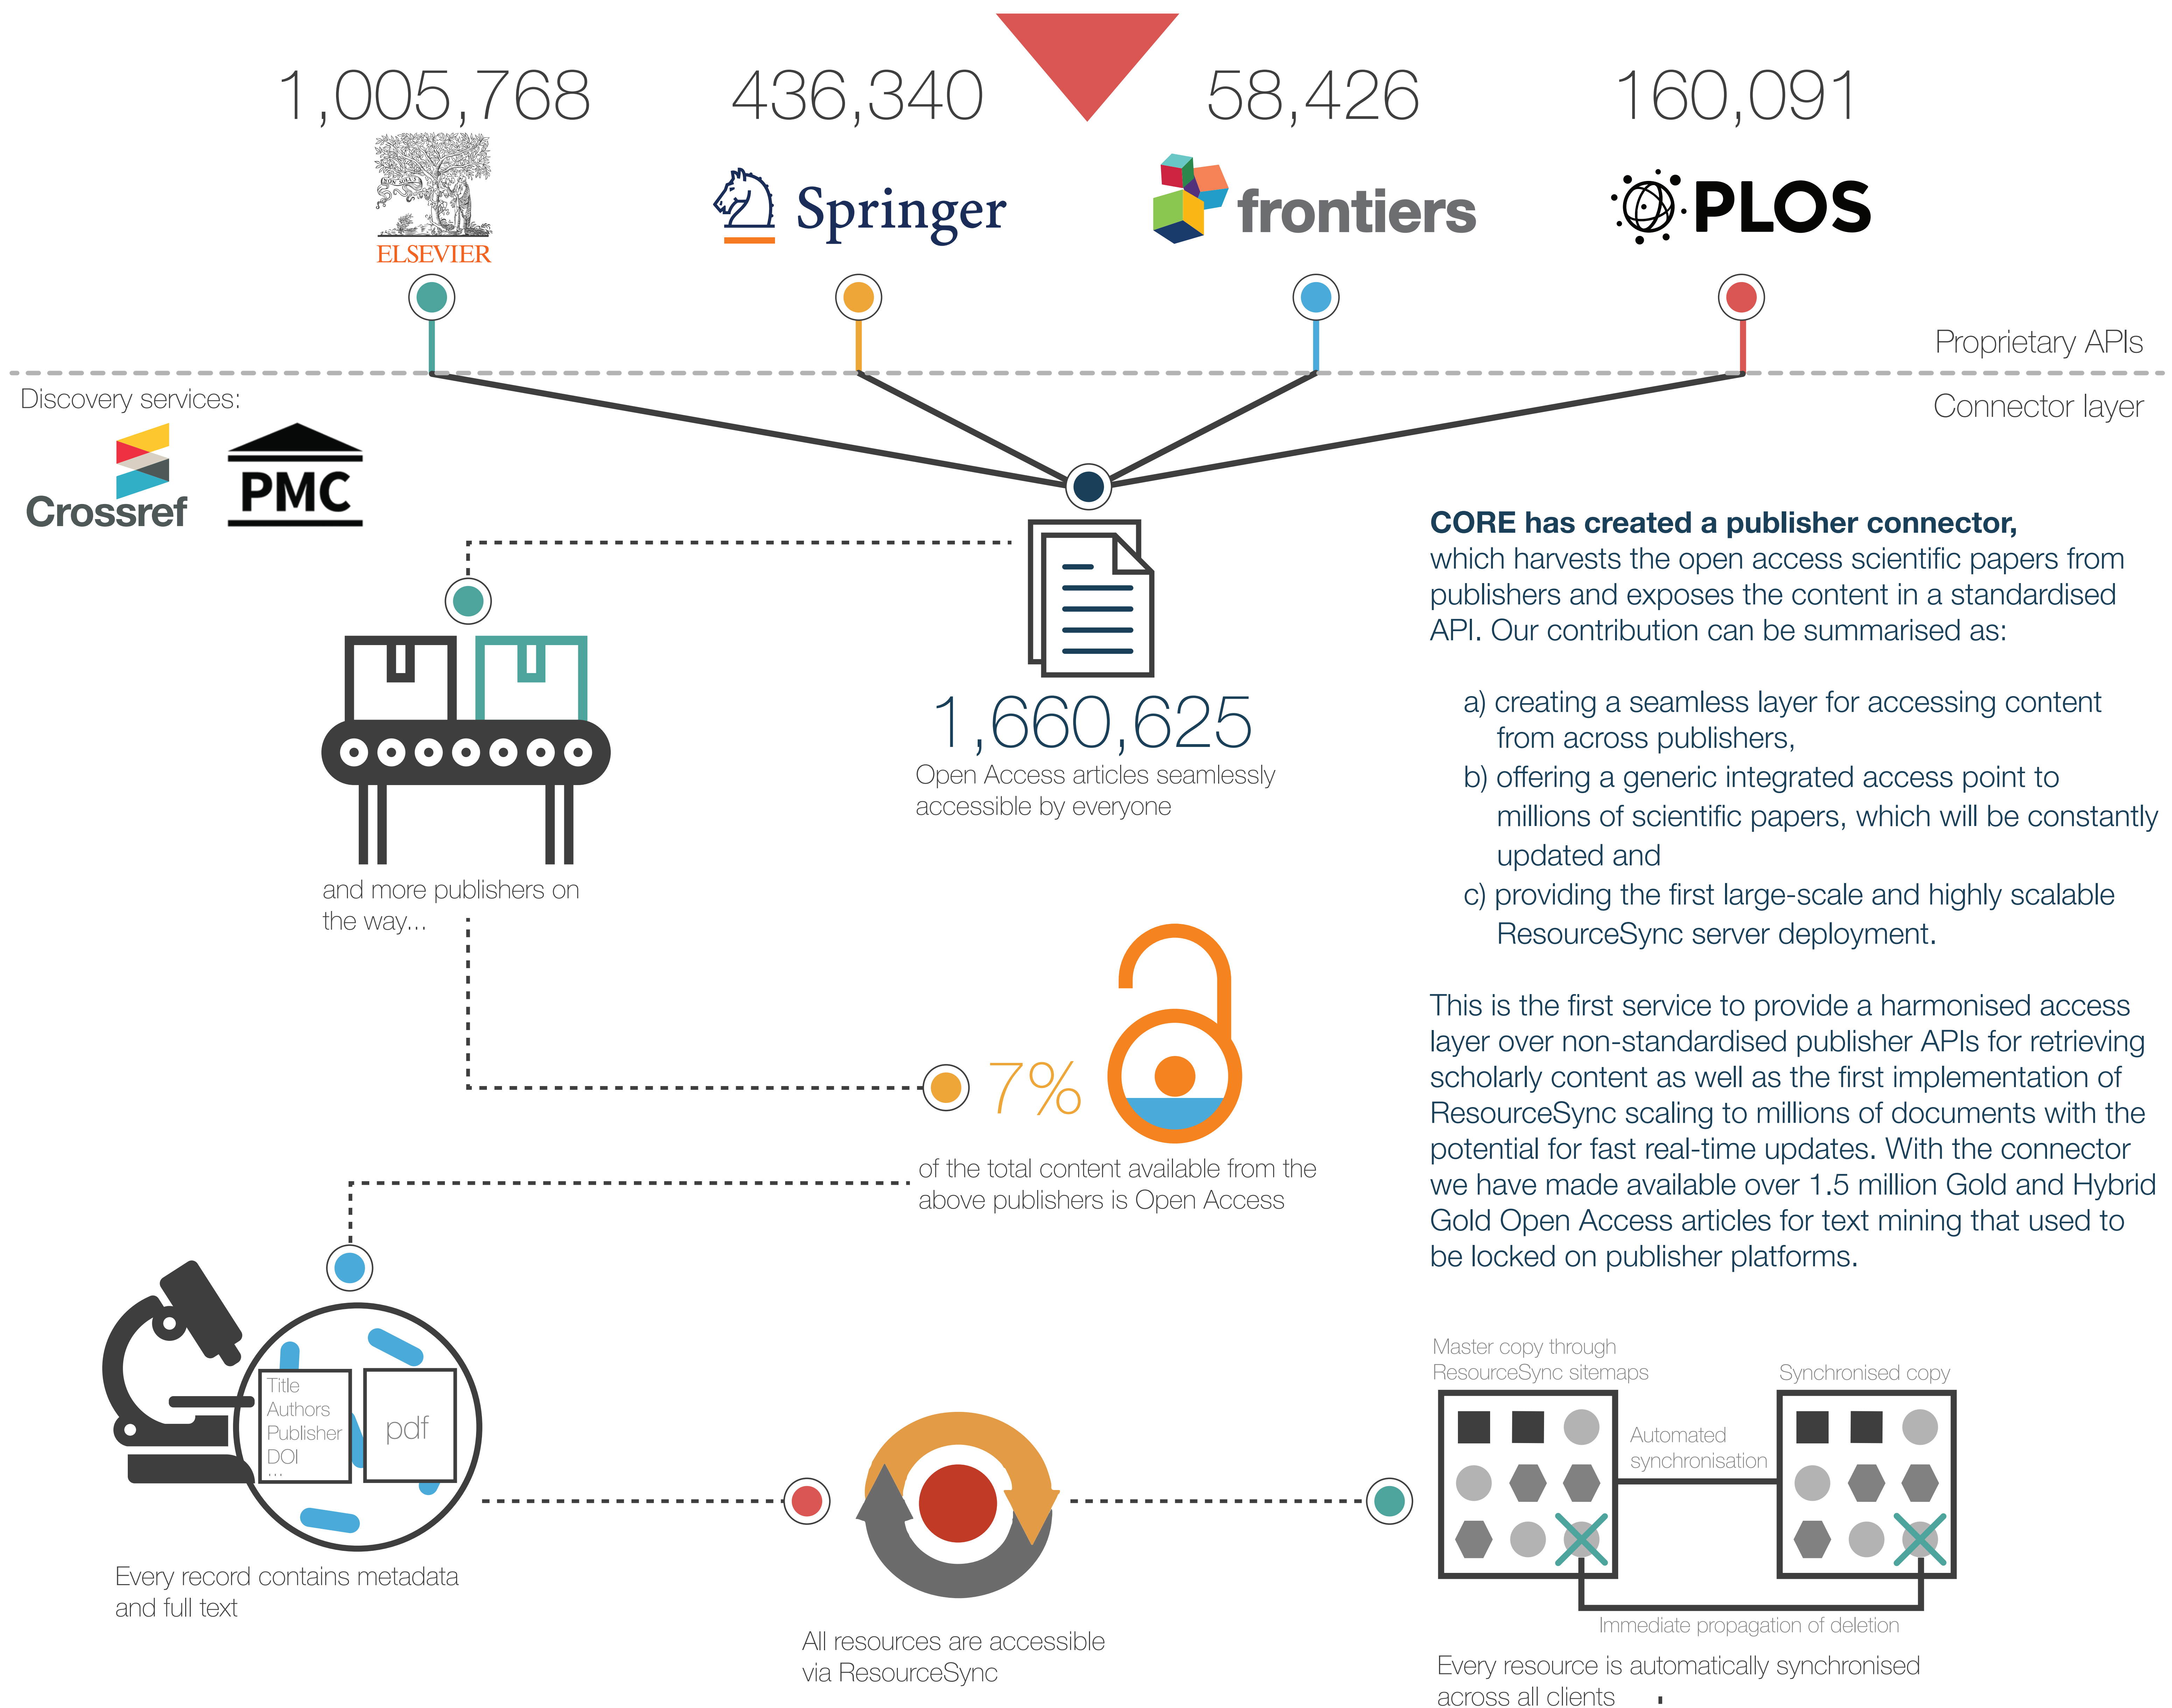 1,005,768
436,340
58,426
160,091
NON SOLUS
ELSEVIER
Springer
frontiers
PLOS
Proprietary APIs
Connector layer
Discovery services:
Crossref
PMC
CORE has created a publisher connector,
which harvests the open access scientific papers from
publishers and exposes the content in a standardised
API. Our contribution can be summarised as:
a) creating a seamless layer for accessing content
from across publishers,
b) offering a generic integrated access point to
millions of scientific papers, which will be constantly
updated and
c) providing the first large-scale and highly scalable
ResourceSync server deployment.
This is the first service to provide a harmonised access
layer over non-standardised publisher APIs for retrieving
scholarly content as well as the first implementation of
ResourceSync scaling to millions of documents with the
potential for fast real-time updates. With the connector
we have made available over 1.5 million Gold and Hybrid
Gold Open Access articles for text mining that used to
be locked on publisher platforms.
1,660,625
Open Access articles seamlessly
accessible by everyone
and more publishers on
the way...
7%
of the total content available from the
above publishers is Open Access
Title
Authors
Publisher
DOI
...
pdf
Every record contains metadata
and full text
All resources are accessible
via ResourceSync
Master copy through
ResourceSync sitemaps
Synchronised copy
Automated
synchronisation
Immediate propagation of deletion
Every resource is automatically synchronised
across all clients